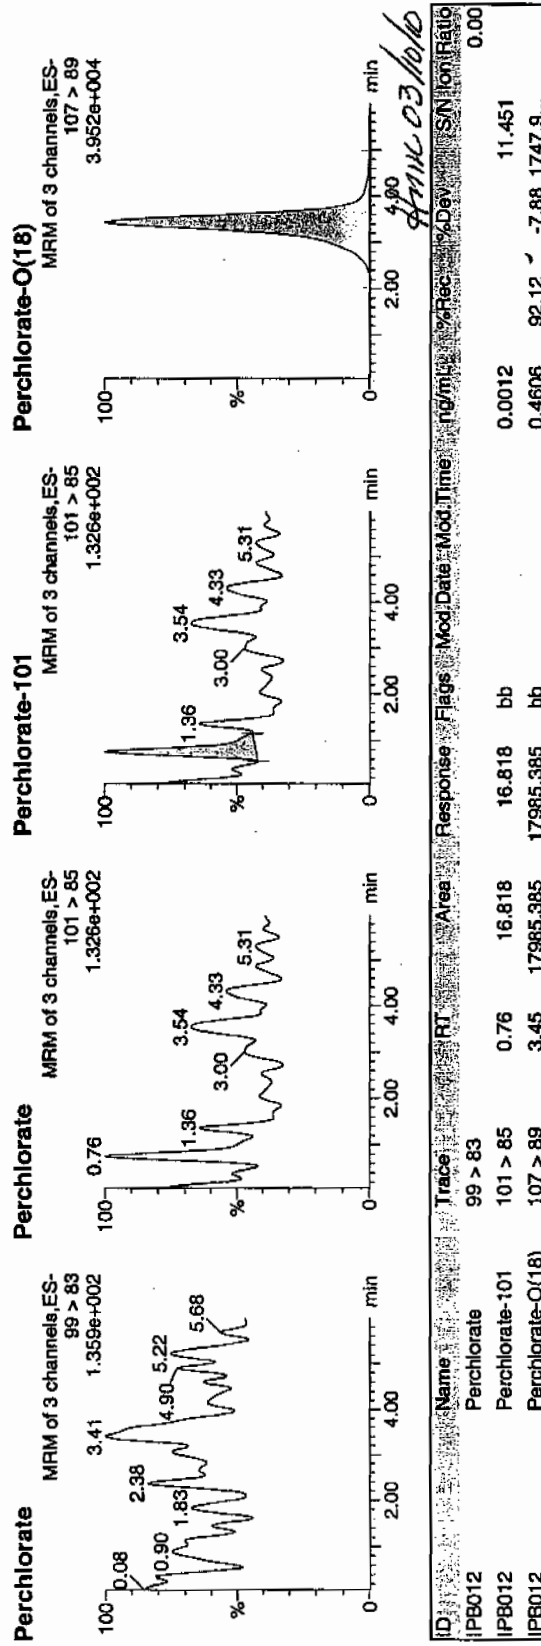 Perchlorate
MRM of 3 channels,ES-
99 > 83
1.359e+002
100
%
0
0.08
0.90
1.83
2.38
3.41
4.90
5.22
5.68
2.00
4.00
min
Perchlorate
MRM of 3 channels,ES-
101 > 85
1.326e+002
100
%
0
0.76
1.36
3.00
3.54
4.33
5.31
2.00
4.00
min
Perchlorate-101
MRM of 3 channels,ES-
101 > 85
1.326e+002
100
%
0
1.36
3.00
3.54
4.33
5.31
2.00
4.00
min
Perchlorate-O(18)
MRM of 3 channels,ES-
107 > 89
3.952e+004
100
%
0
2.00
4.00
min
03/10/10
ID Name Trace RT Area Response Flags Mod.Date Mod.Time ng/mL %Rec %Dev S/N Ion Ratio
IPB012 Perchlorate 99 > 83 0.00
IPB012 Perchlorate-101 101 > 85 0.76 16.818 16.818 bb 0.0012 11.451
IPB012 Perchlorate-O(18) 107 > 89 3.45 17985.385 17985.385 bb 0.4606 92.12 -7.88 1747.9...